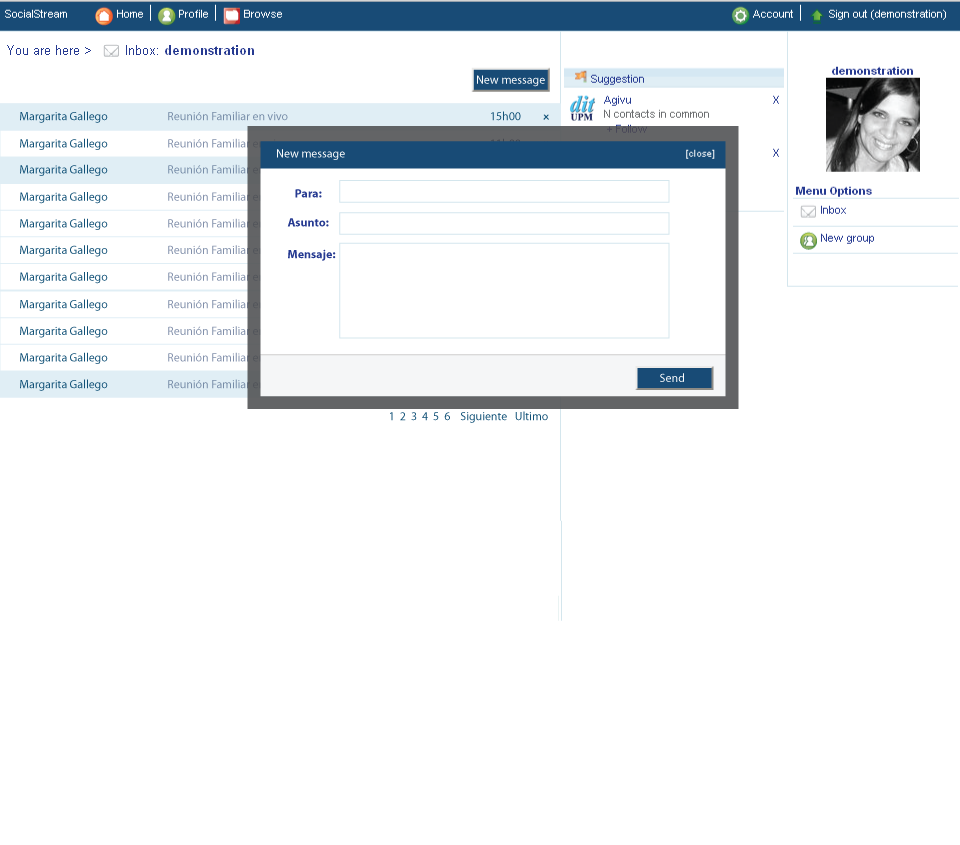 SocialStream Home Profile Browse Account Sign out (demonstration)
You are here > Inbox: demonstration
New message
Margarita Gallego Reunión Familiar en vivo 15h00 ×
Margarita Gallego Reunión Familiar
Margarita Gallego Reunión Familiar
Margarita Gallego Reunión Familiar
Margarita Gallego Reunión Familiar
Margarita Gallego Reunión Familiar
Margarita Gallego Reunión Familiar
Margarita Gallego Reunión Familiar
Margarita Gallego Reunión Familiar
Margarita Gallego Reunión Familiar
Margarita Gallego Reunión Familiar
1 2 3 4 5 6 Siguiente Ultimo
New message [close]
Para:
Asunto:
Mensaje:
Send
Suggestion
dit UPM
Agivu X
N contacts in common
+ Follow
X
demonstration
Menu Options
Inbox
New group